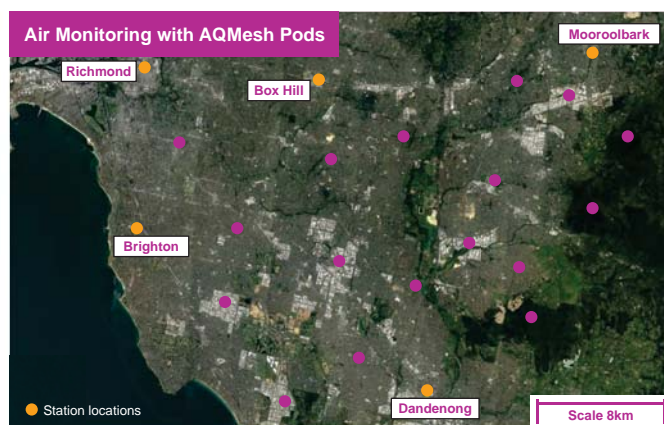 Air Monitoring with AQMesh Pods
Mooroolbark
Richmond
Box Hill
Brighton
Station locations
Dandenong
Scale 8km